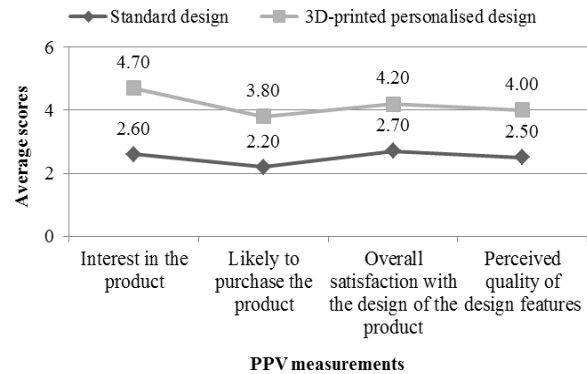 Standard design
3D-printed personalised design
6
4
2
0
Average scores
4.70
3.80
4.20
4.00
2.60
2.20
2.70
2.50
Interest in the
product
Likely to
purchase the
product
Overall
satisfaction with
the design of the
product
Perceived
quality of
design features
PPV measurements